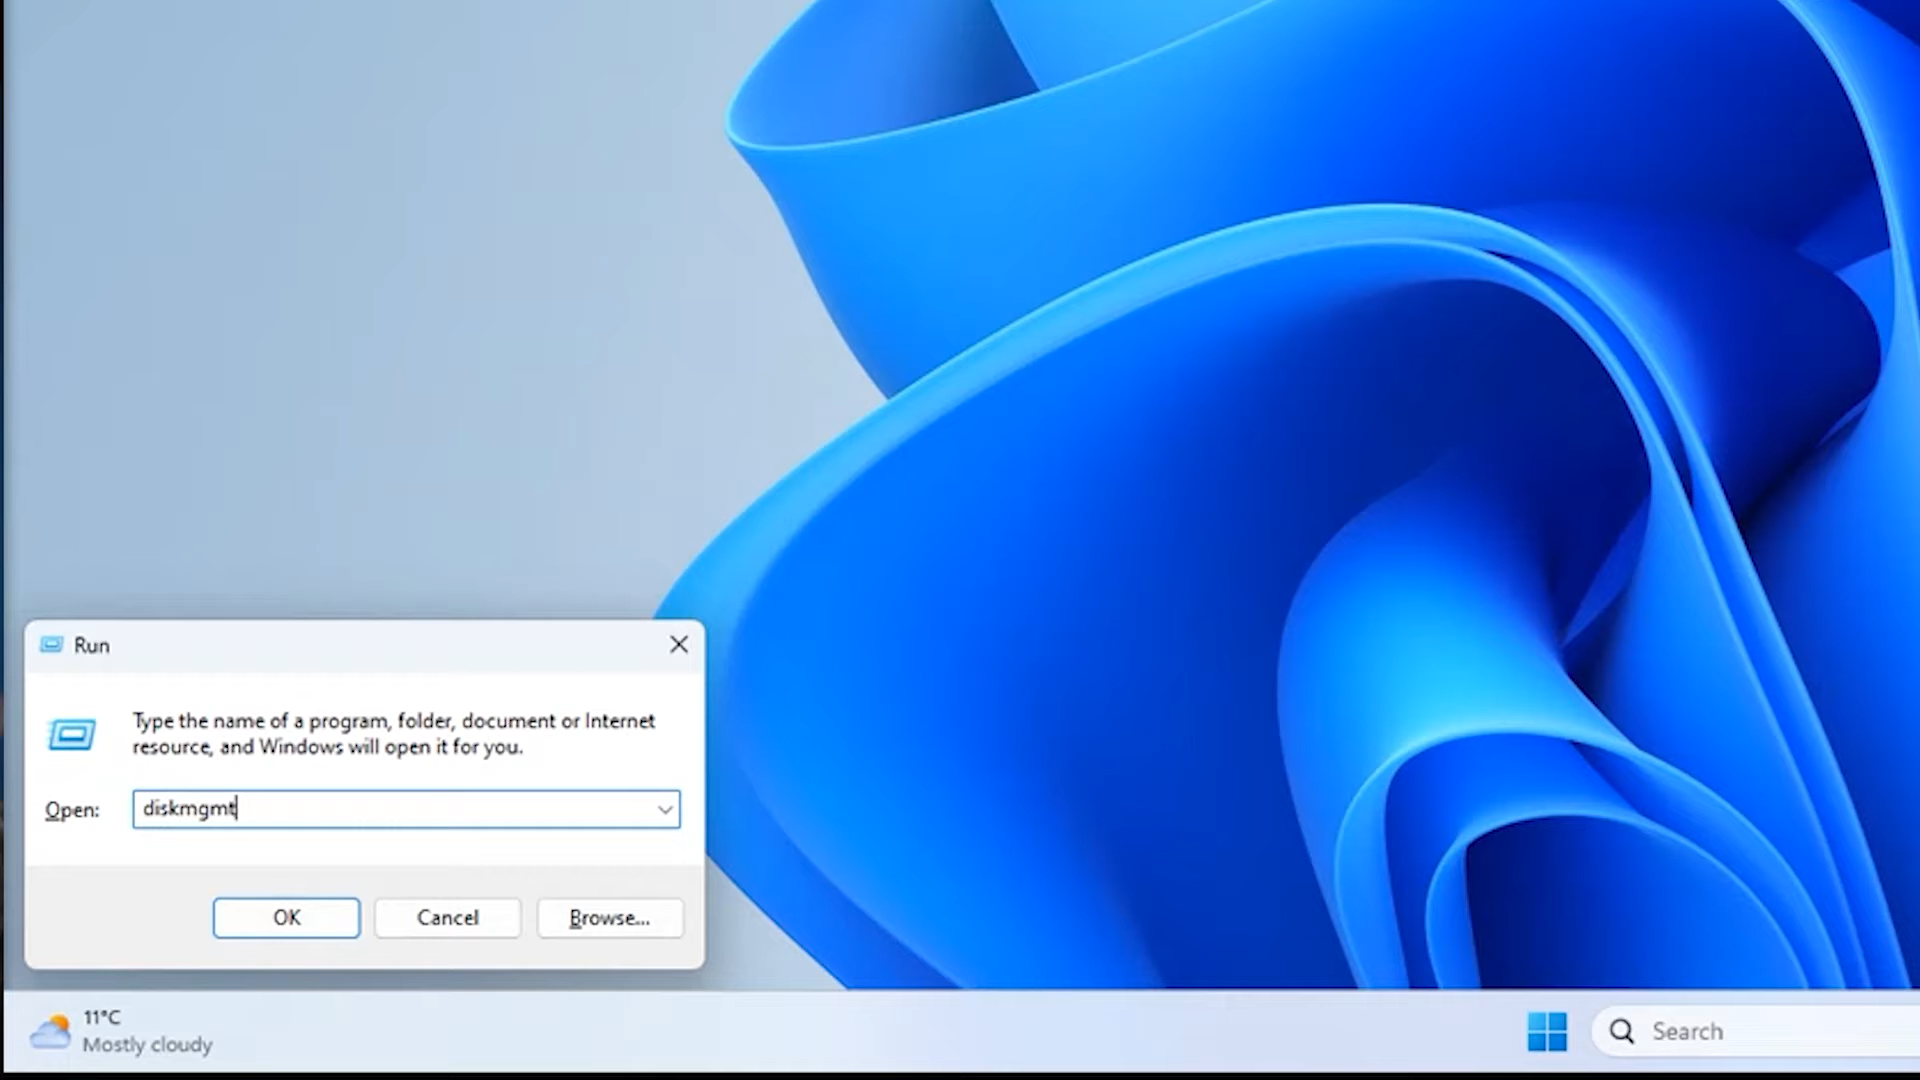 Run
Type the name of a program, folder, document or Internet
resource, and Windows will open it for you.
Open:
diskmgmt
OK
Cancel
Browse...
11°C
Mostly cloudy
Search